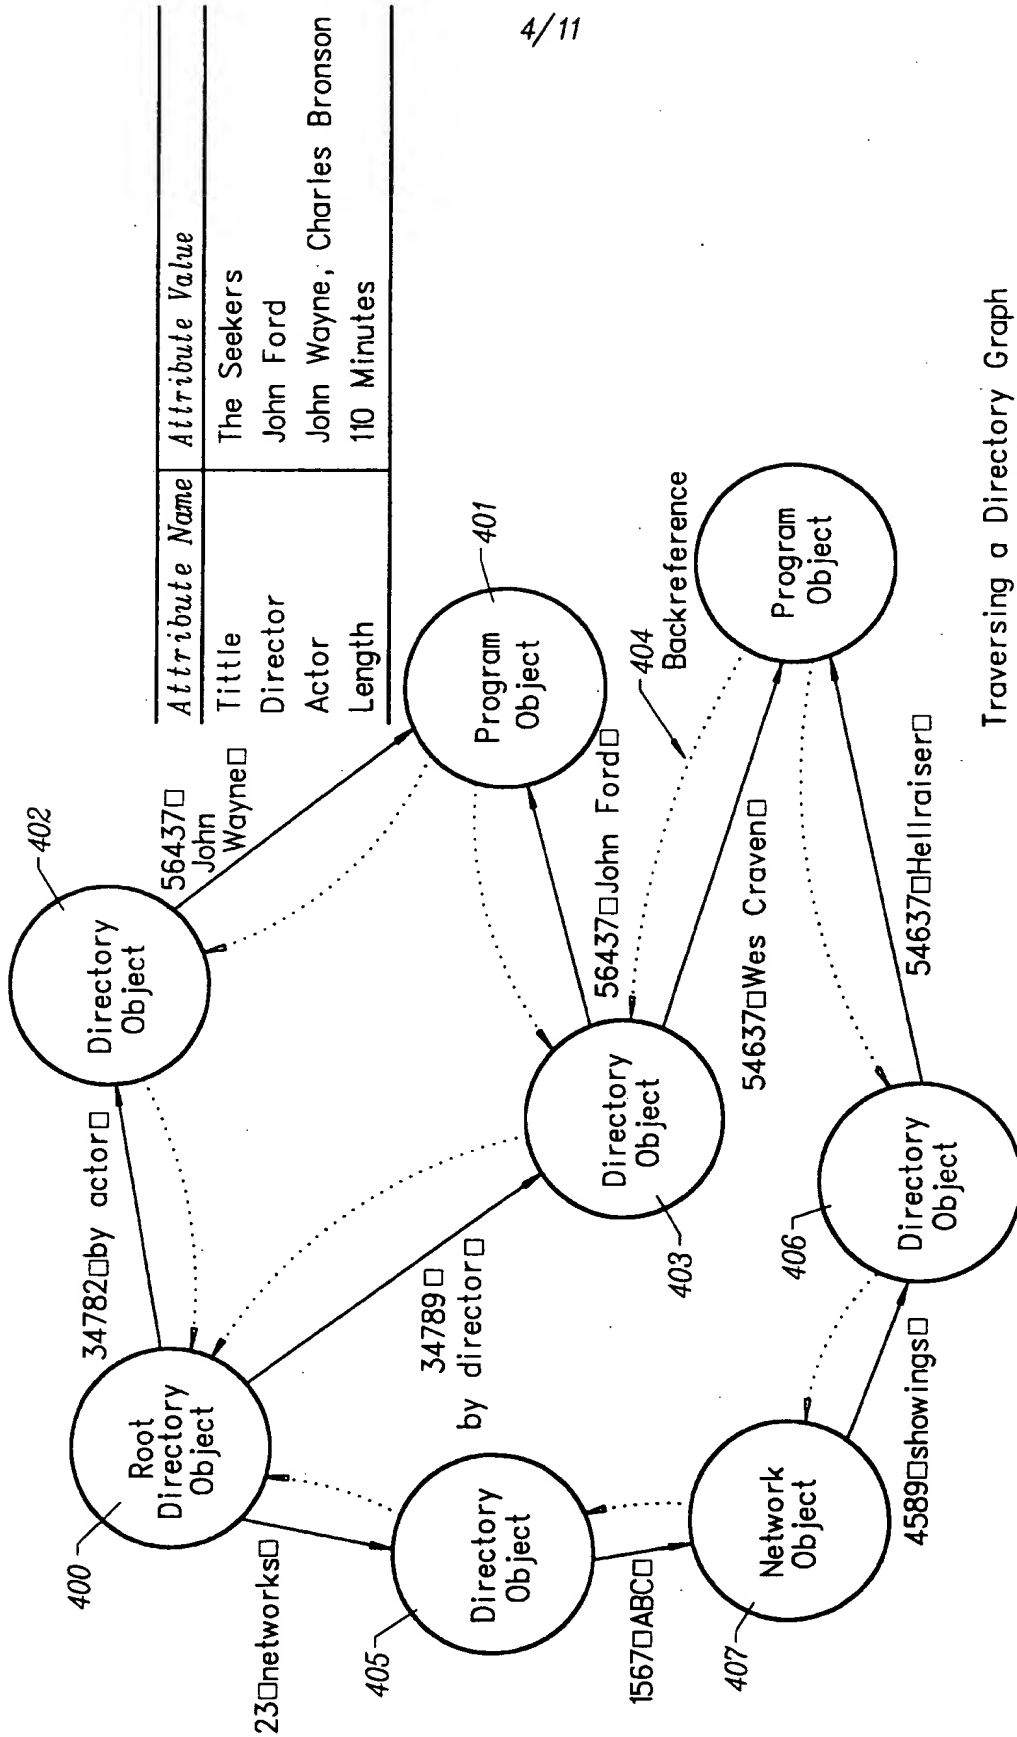 4/11
Attribute Name Attribute Value
Tittle The Seekers
Director John Ford
Actor John Wayne, Charles Bronson
Length 110 Minutes
402
Directory
Object
34782□by actor□
56437□
John
Wayne□
400
Root
Directory
Object
401
Program
Object
34789□
by director□
56437□John Ford□
404
Backreference
23□networks□
Directory
Object
403
405
Directory
Object
54637□Wes Craven□
Program
Object
1567□ABC□
407
Network
Object
406
Directory
Object
54637□Hellraiser□
4589□showings□
Traversing a Directory Graph